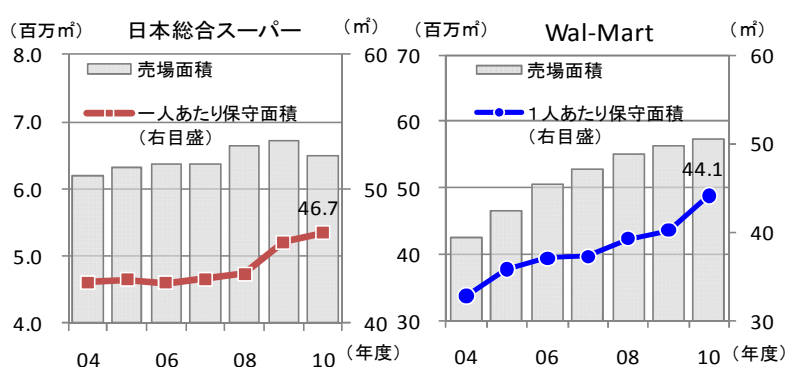 (百万㎡) 日本総合スーパー (㎡)
8.0
7.0
6.0
5.0
4.0
60
50
40
売場面積
一人あたり保守面積
(右目盛)
46.7
04 06 08 10 (年度)
(百万㎡) Wal-Mart (㎡)
70
60
50
40
30
60
50
40
30
売場面積
1人あたり保守面積
(右目盛)
44.1
04 06 08 10 (年度)